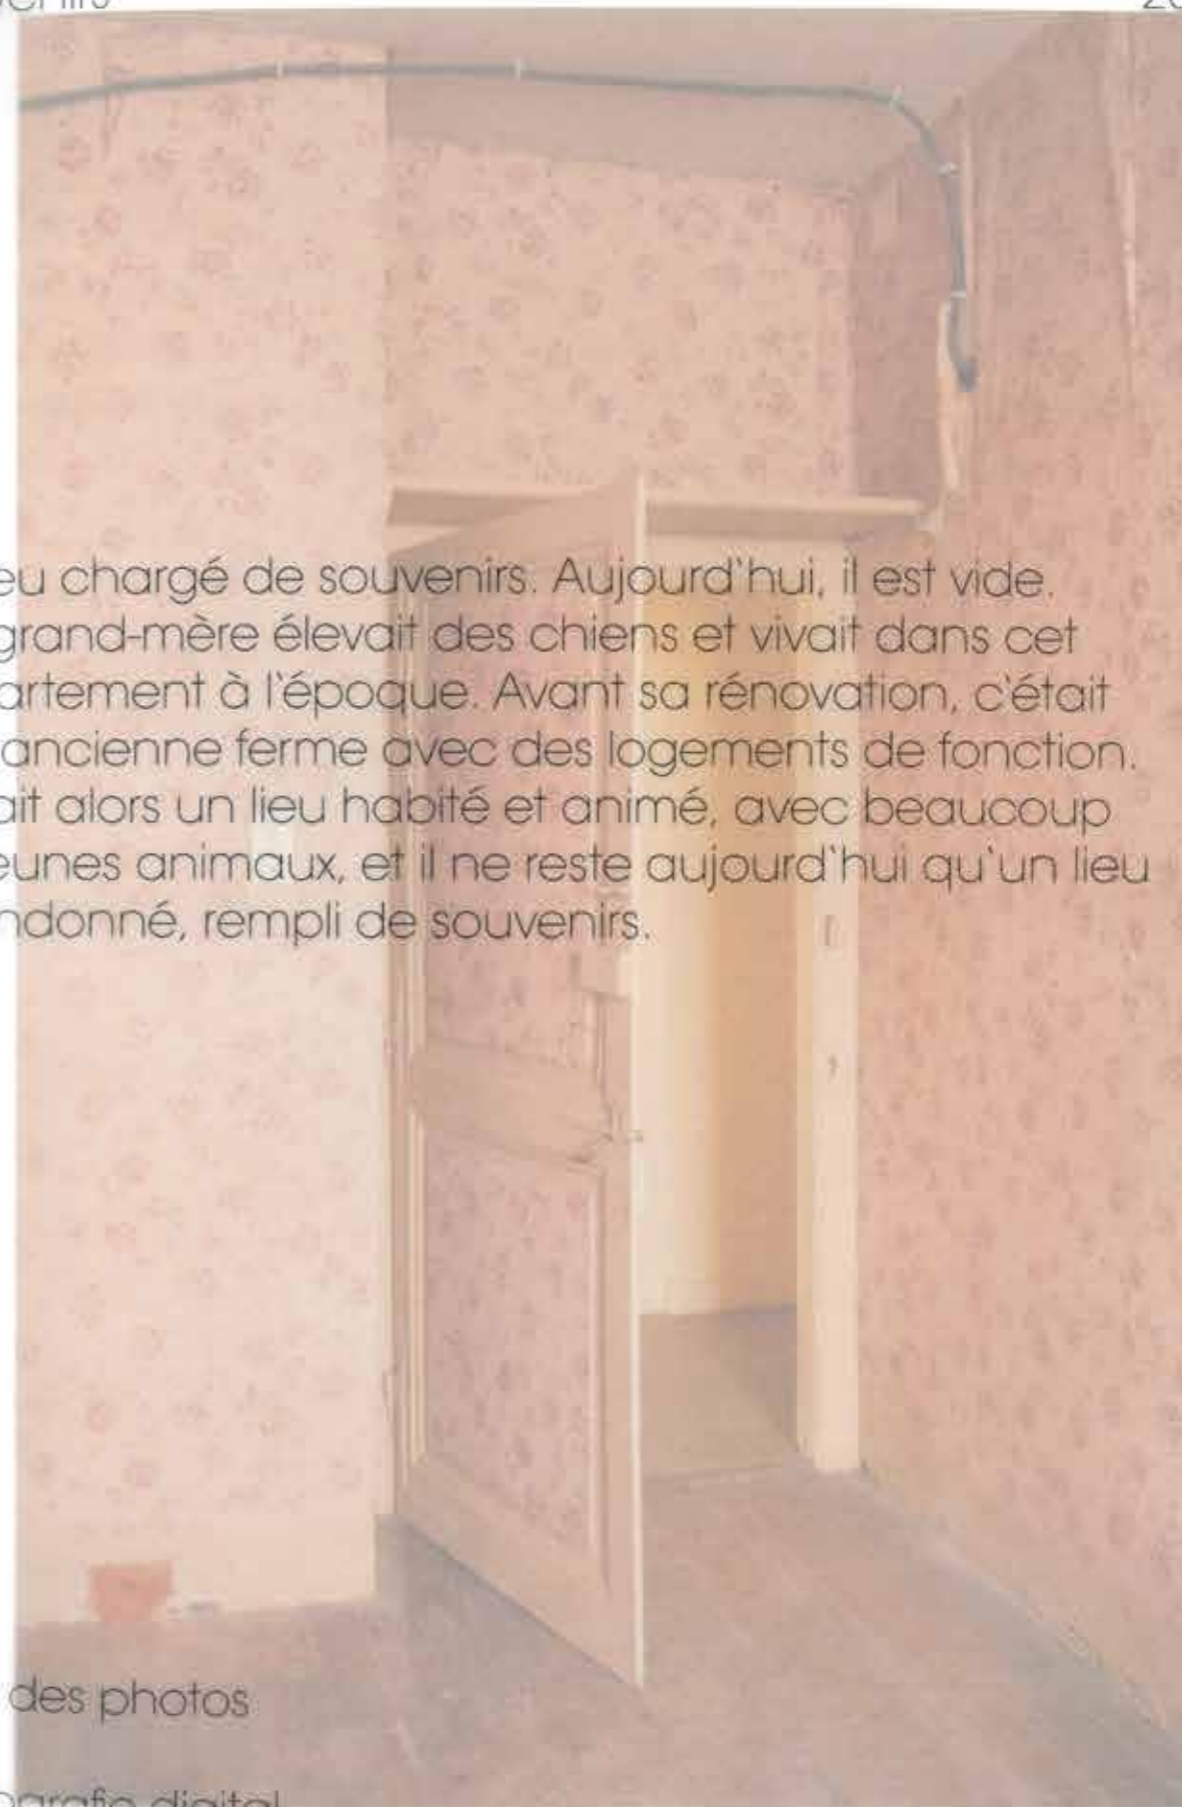 eu chargé de souvenirs. Aujourd'hui, il est vide.
grand-mère élevait des chiens et vivait dans cet
artement à l'époque. Avant sa rénovation, c'était
ancienne ferme avec des logements de fonction.
ait alors un lieu habité et animé, avec beaucoup
eunes animaux, et il ne reste aujourd'hui qu'un lieu
ndonné, rempli de souvenirs.
des photos
ografie digital